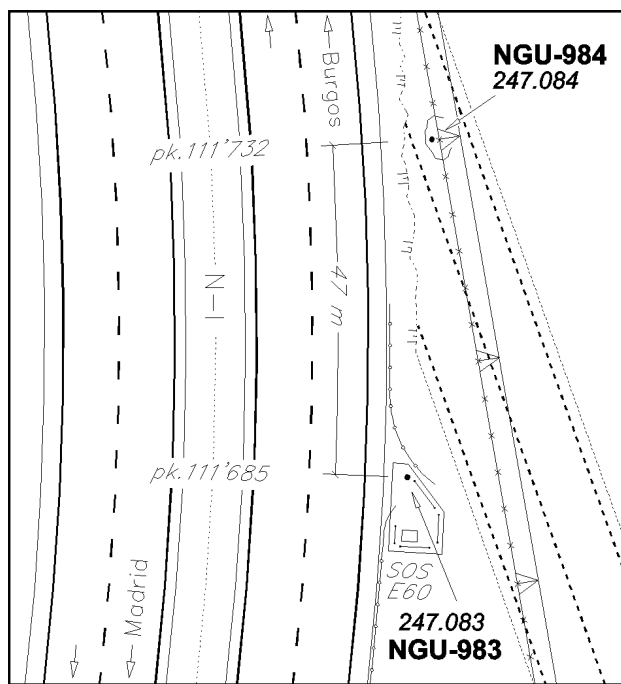 NGU-984
247.084
Burgos
pk.111'732
N-I
47 m
pk.111'685
SOS
E60
Madrid
247.083
NGU-983